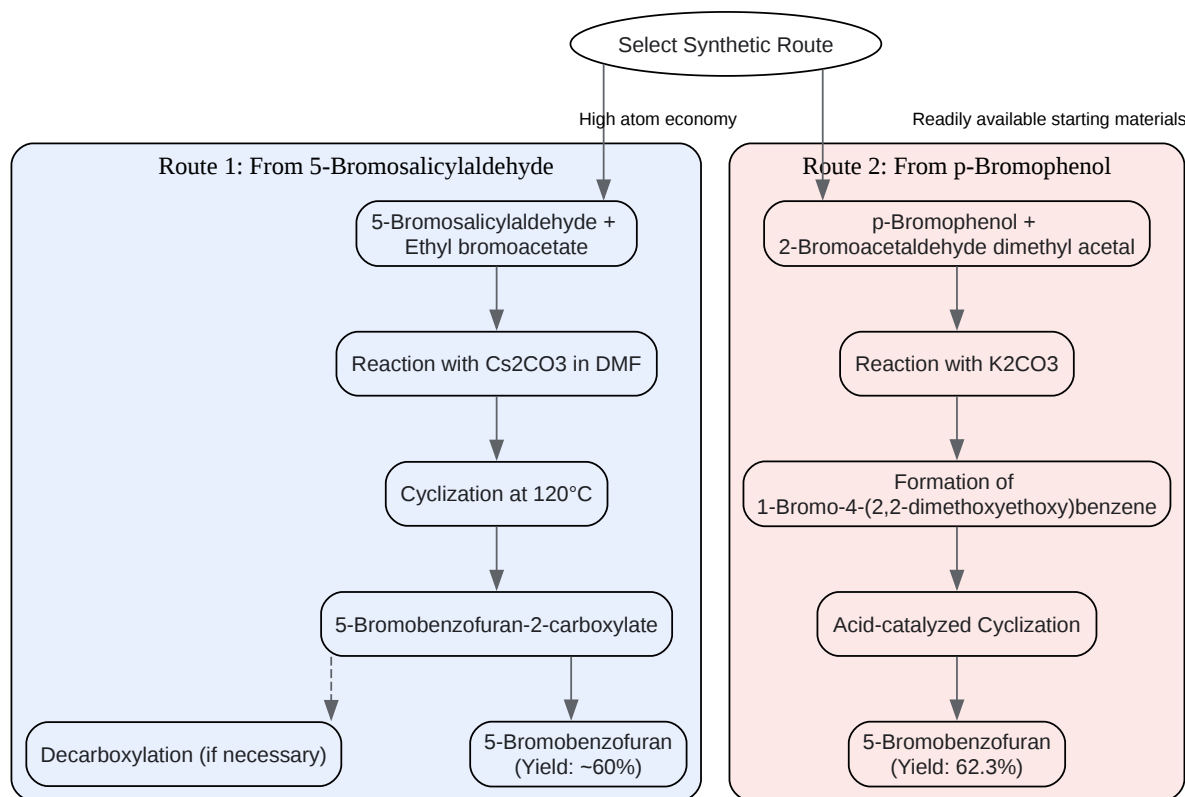 Select Synthetic Route
High atom economy
Readily available starting materials
Route 1: From 5-Bromosalicylaldehyde
5-Bromosalicylaldehyde +
Ethyl bromoacetate
Reaction with Cs2CO3 in DMF
Cyclization at 120°C
5-Bromobenzofuran-2-carboxylate
Decarboxylation (if necessary)
5-Bromobenzofuran
(Yield: ~60%)
Route 2: From p-Bromophenol
p-Bromophenol +
2-Bromoacetaldehyde dimethyl acetal
Reaction with K2CO3
Formation of
1-Bromo-4-(2,2-dimethoxyethoxy)benzene
Acid-catalyzed Cyclization
5-Bromobenzofuran
(Yield: 62.3%)